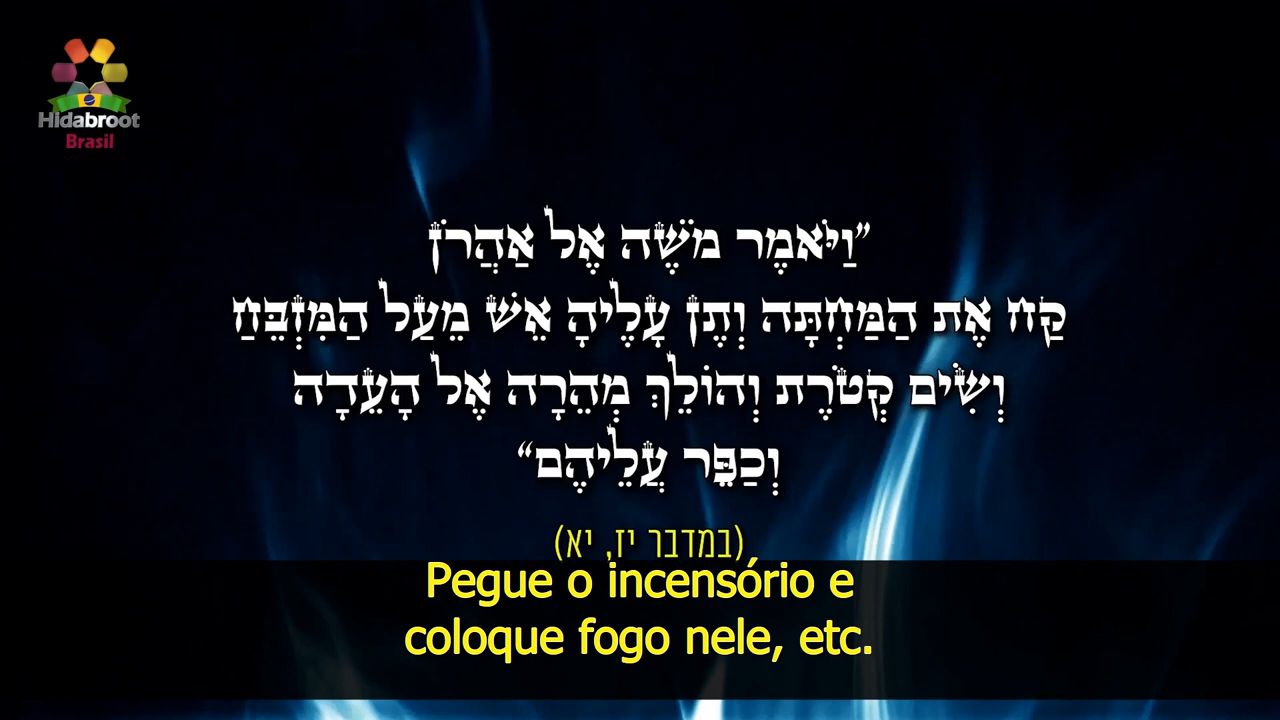 Hidabroot
Brasil
"וַיֹּאמֶר מֹשֶׁה אֶל אַהֲרֹן
קַח אֶת הַמַּחְתָּה וְתֶן עָלֶיהָ אֵשׁ מֵעַל הַמִּזְבֵּחַ
וְשִׂים קְטֹרֶת וְהוֹלֵךְ מְהֵרָה אֶל הָעֵדָה
וְכַפֵּר עֲלֵיהֶם"
(במדבר יז, יא)
Pegue o incensório e
coloque fogo nele, etc.